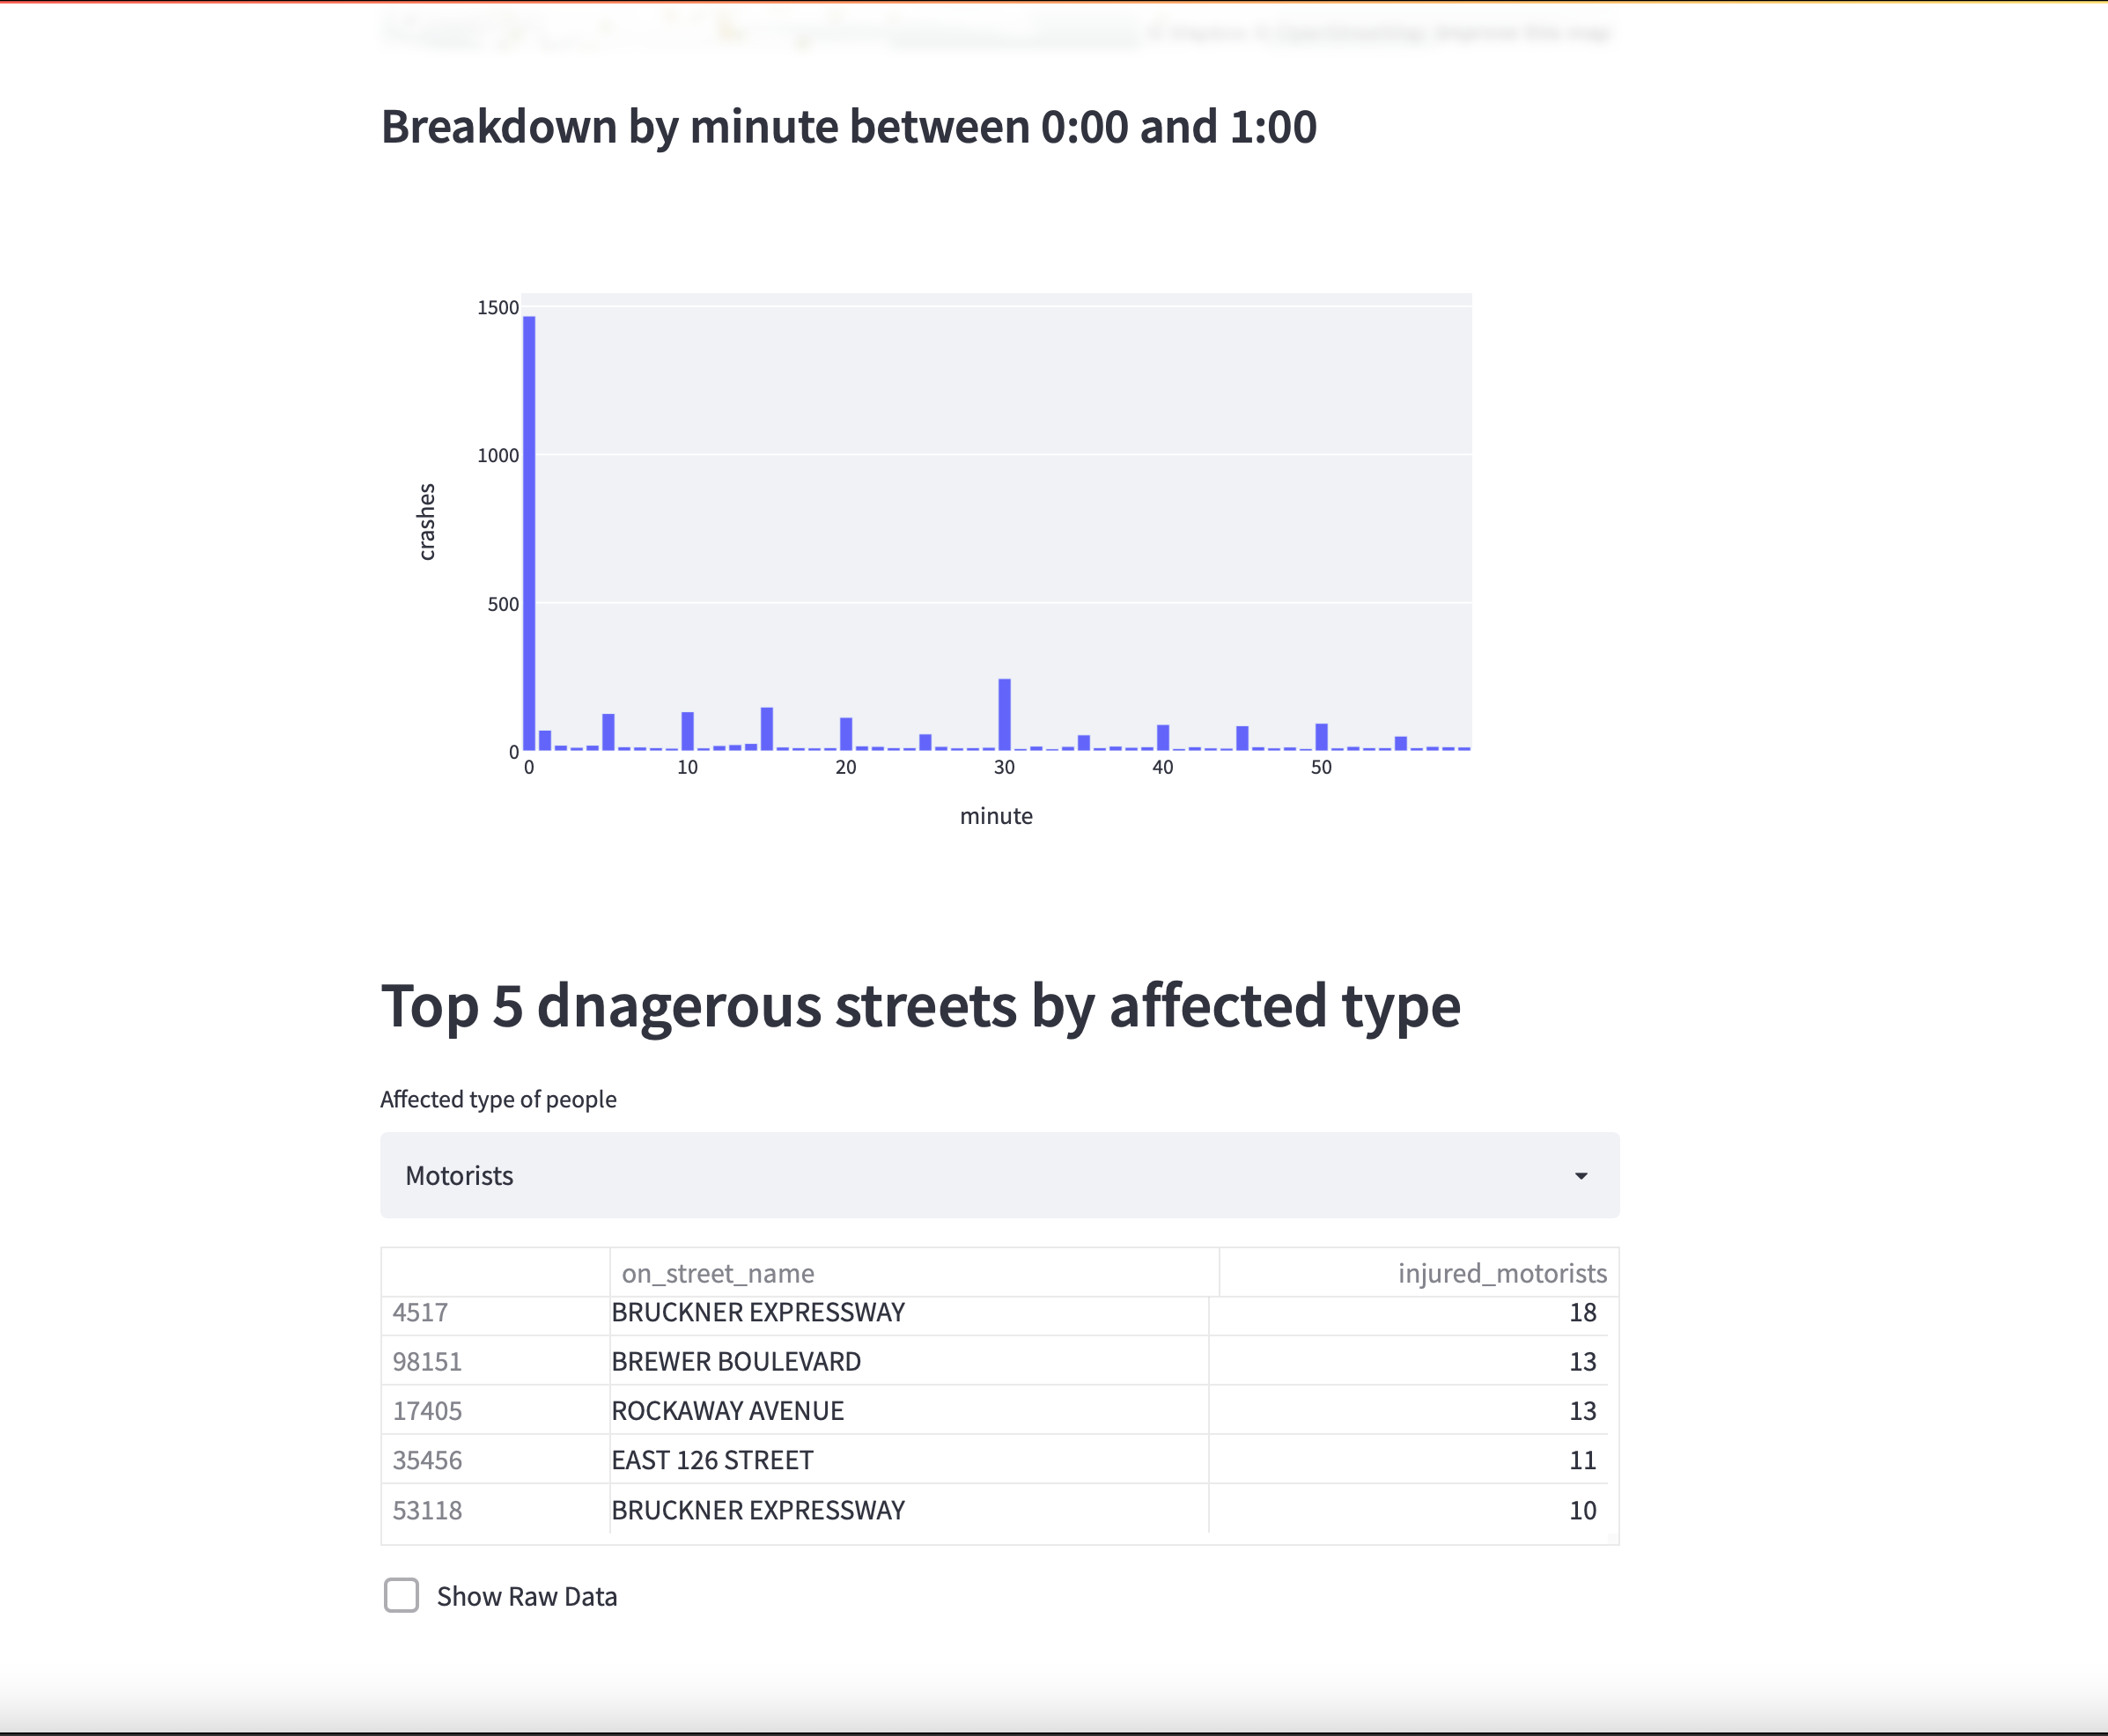 Breakdown by minute between 0:00 and 1:00
1500
1000
500
0
crashes
0 10 20 30 40 50
minute
Top 5 dnagerous streets by affected type
Affected type of people
Motorists
on_street_name injured_motorists
4517 BRUCKNER EXPRESSWAY 18
98151 BREWER BOULEVARD 13
17405 ROCKAWAY AVENUE 13
35456 EAST 126 STREET 11
53118 BRUCKNER EXPRESSWAY 10
Show Raw Data